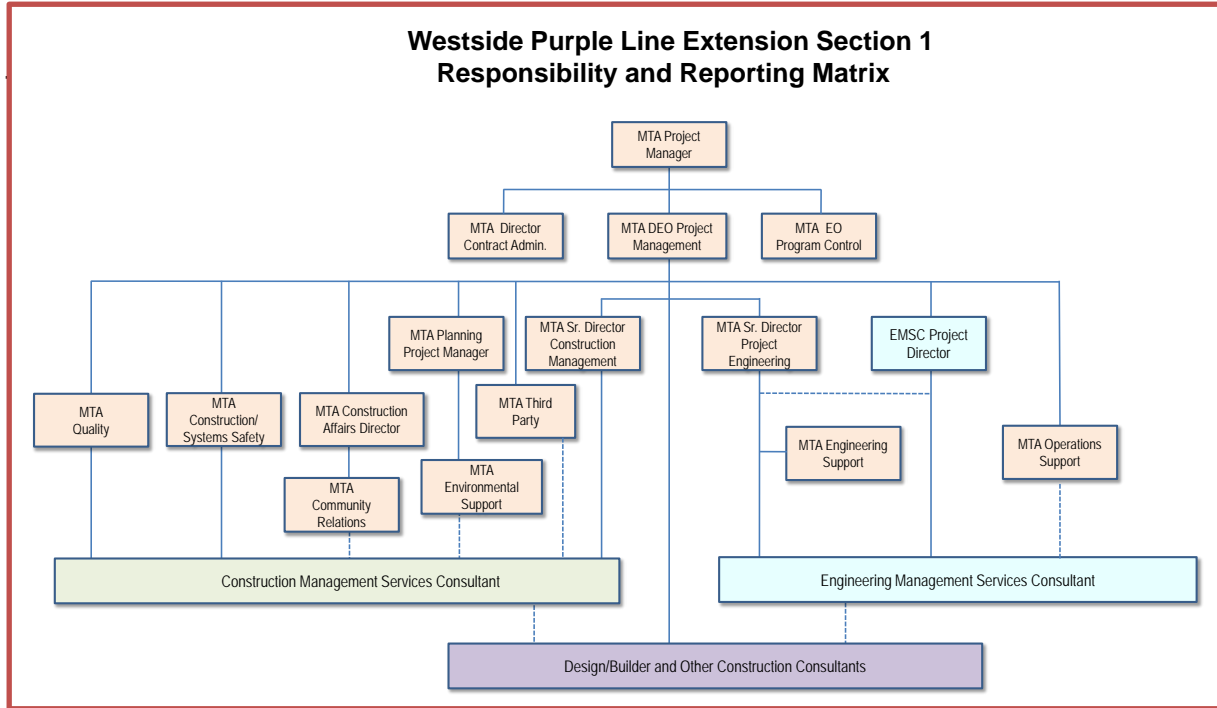 Westside Purple Line Extension Section 1
Responsibility and Reporting Matrix
MTA Project
Manager
MTA Director
Contract Admin.
MTA DEO Project
Management
MTA EO
Program Control
MTA Planning
Project Manager
MTA Sr. Director
Construction
Management
MTA Sr. Director
Project
Engineering
EMSC Project
Director
MTA
Quality
MTA
Construction/
Systems Safety
MTA Construction
Affairs Director
MTA Third
Party
MTA Engineering
Support
MTA Operations
Support
MTA
Community
Relations
MTA
Environmental
Support
Construction Management Services Consultant
Engineering Management Services Consultant
Design/Builder and Other Construction Consultants